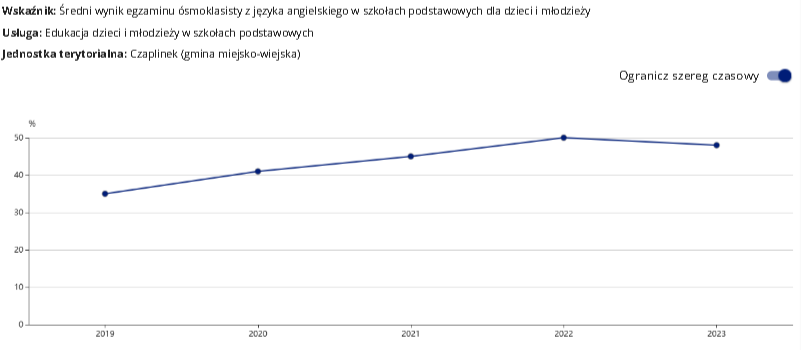 Wskaźnik: Średni wynik egzaminu ósmoklasisty z języka angielskiego w szkołach podstawowych dla dzieci i młodzieży
Usługa: Edukacja dzieci i młodzieży w szkołach podstawowych
Jednostka terytorialna: Czaplinek (gmina miejsko-wiejska)
Ogranicz szereg czasowy
%
50
40
30
20
10
0
2019 2020 2021 2022 2023